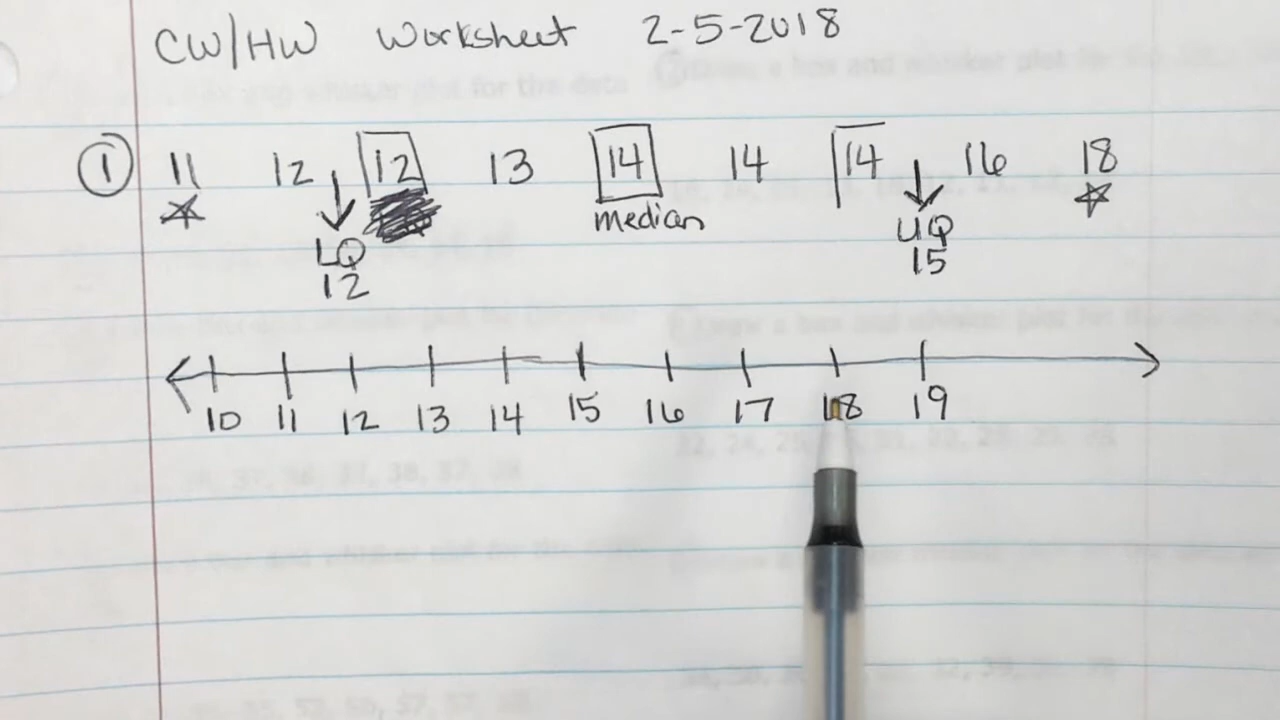 CW/HW Worksheet 2-5-2018
1 11 12 12 13 14 14 14 16 18
median
LQ UQ
12 15
10 11 12 13 14 15 16 17 18 19